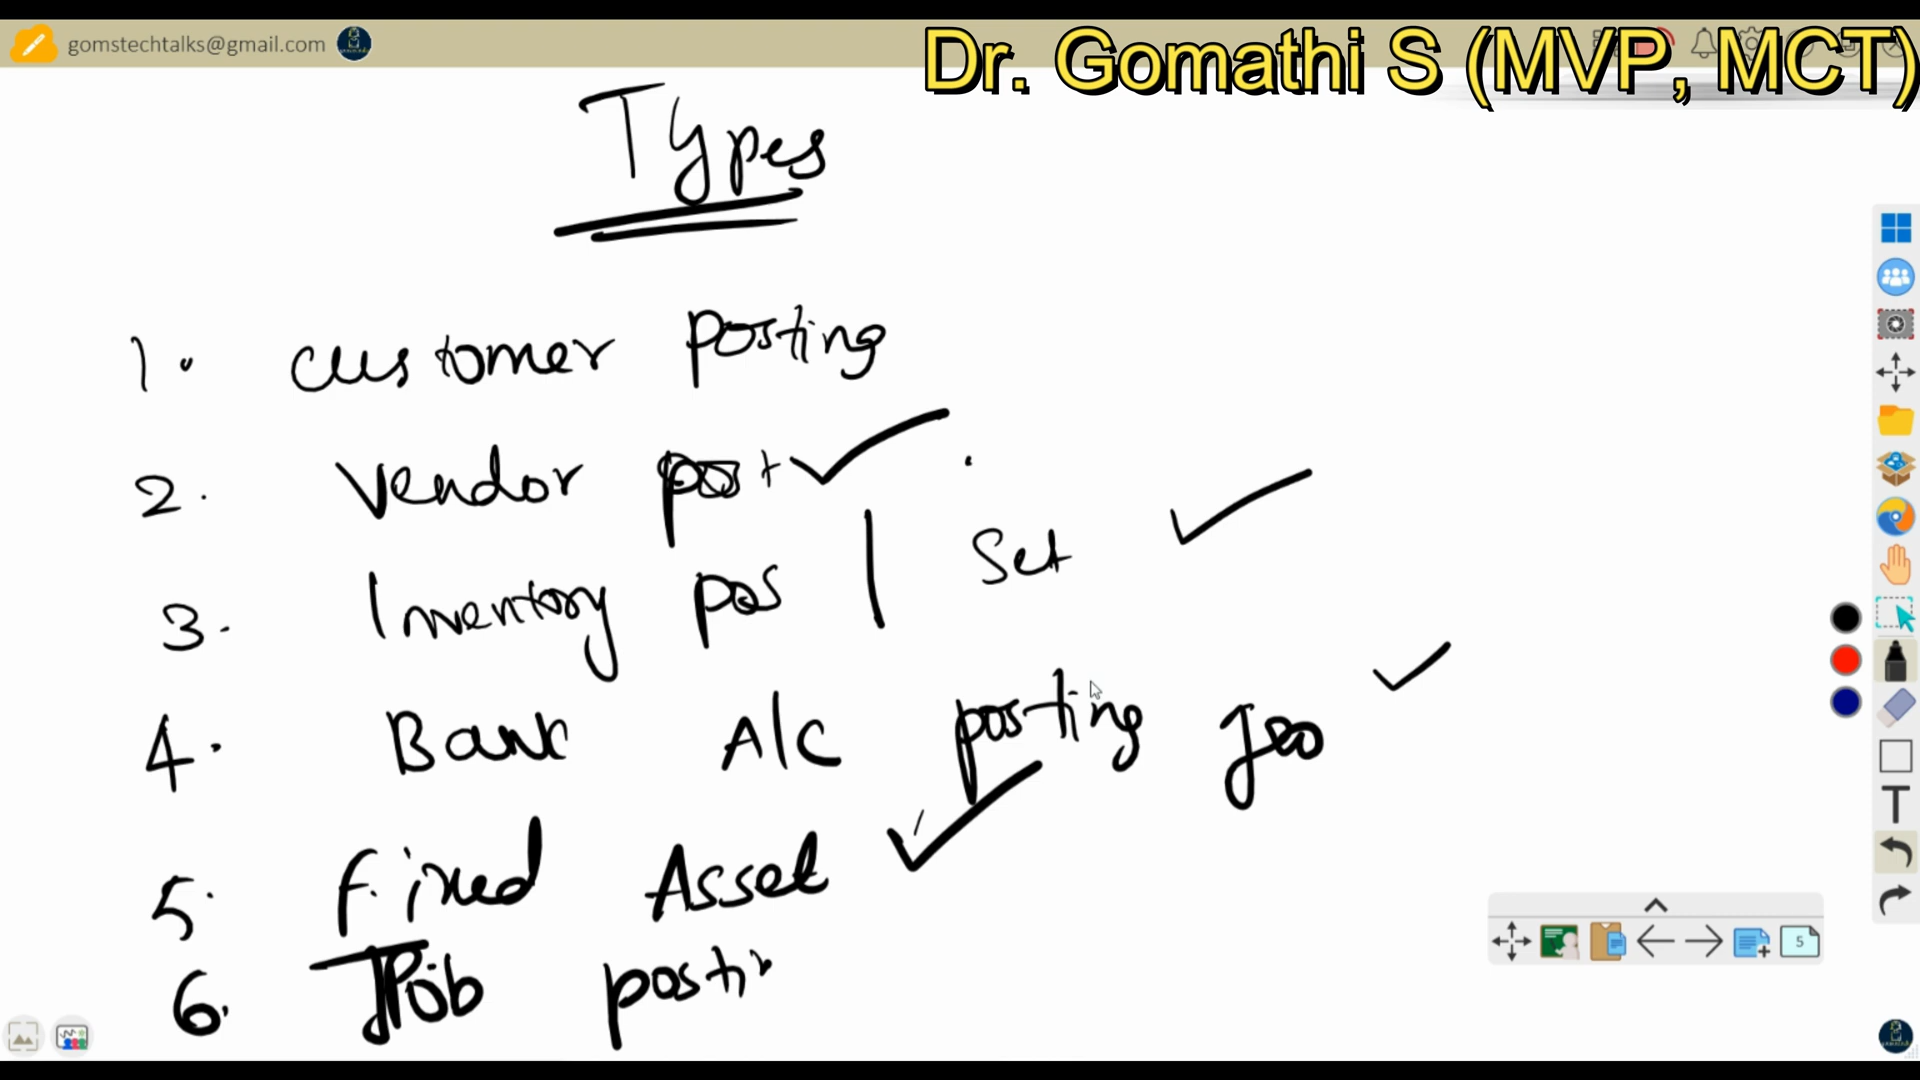 gomstechtalks@gmail.com
Dr. Gomathi S (MVP, MCT)
Types
1. customer posting
2. Vendor post
3. Inventory pos | Set
4. Bank A/c posting
5. Fixed Asset
6. Job posti
T
5